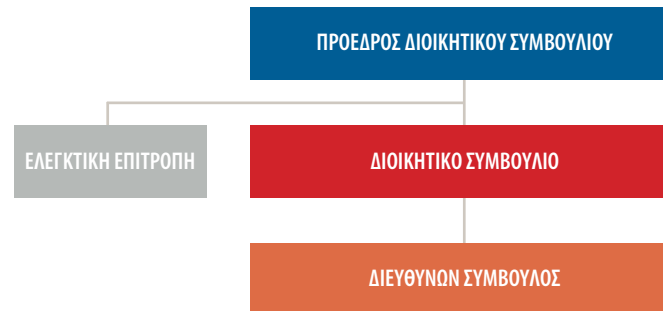 ΠΡΟΕΔΡΟΣ ΔΙΟΙΚΗΤΙΚΟΥ ΣΥΜΒΟΥΛΙΟΥ
ΕΛΕΓΚΤΙΚΗ ΕΠΙΤΡΟΠΗ
ΔΙΟΙΚΗΤΙΚΟ ΣΥΜΒΟΥΛΙΟ
ΔΙΕΥΘΥΝΩΝ ΣΥΜΒΟΥΛΟΣ